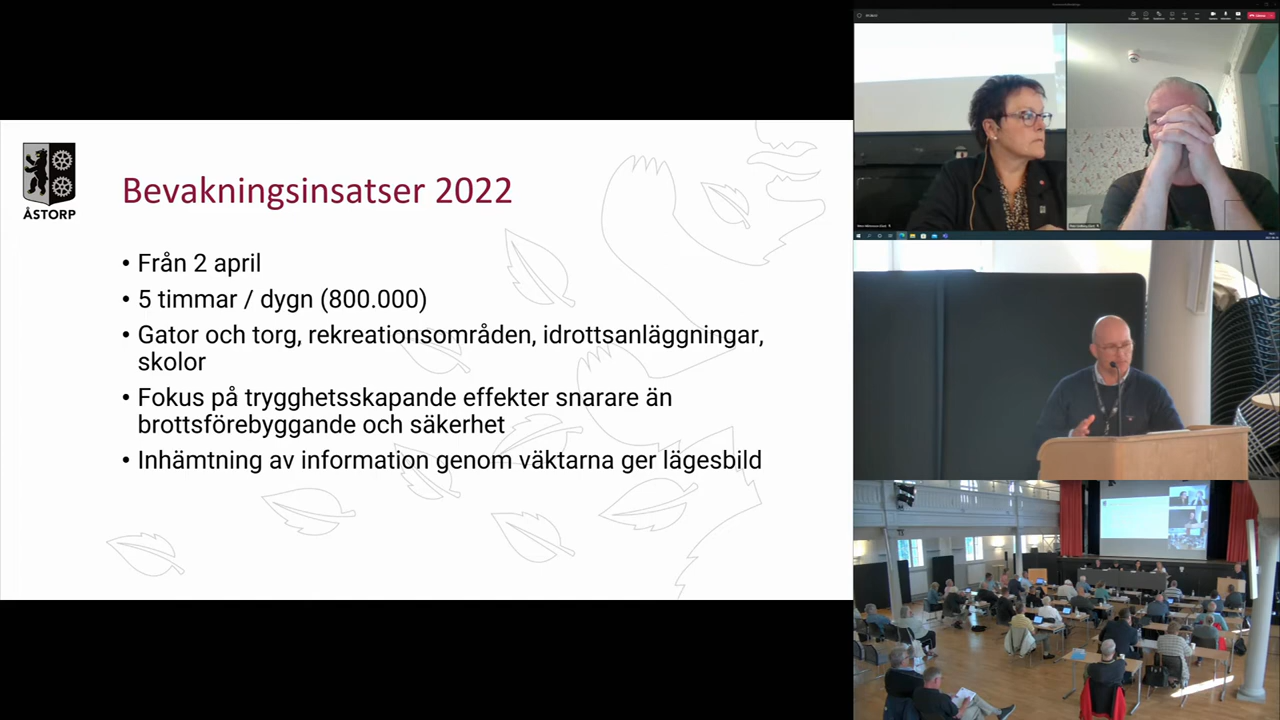 ÅSTORP
Bevakningsinsatser 2022
• Från 2 april
• 5 timmar / dygn (800.000)
• Gator och torg, rekreationsområden, idrottsanläggningar,
skolor
• Fokus på trygghetsskapande effekter snarare än
brottsförebyggande och säkerhet
• Inhämtning av information genom väktarna ger lägesbild